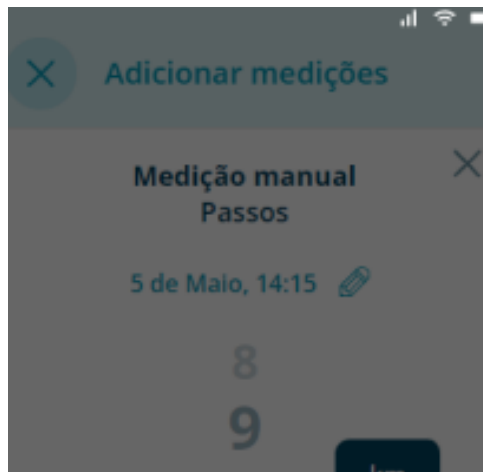 Adicionar medições
Medição manual
Passos
5 de Maio, 14:15
8
9